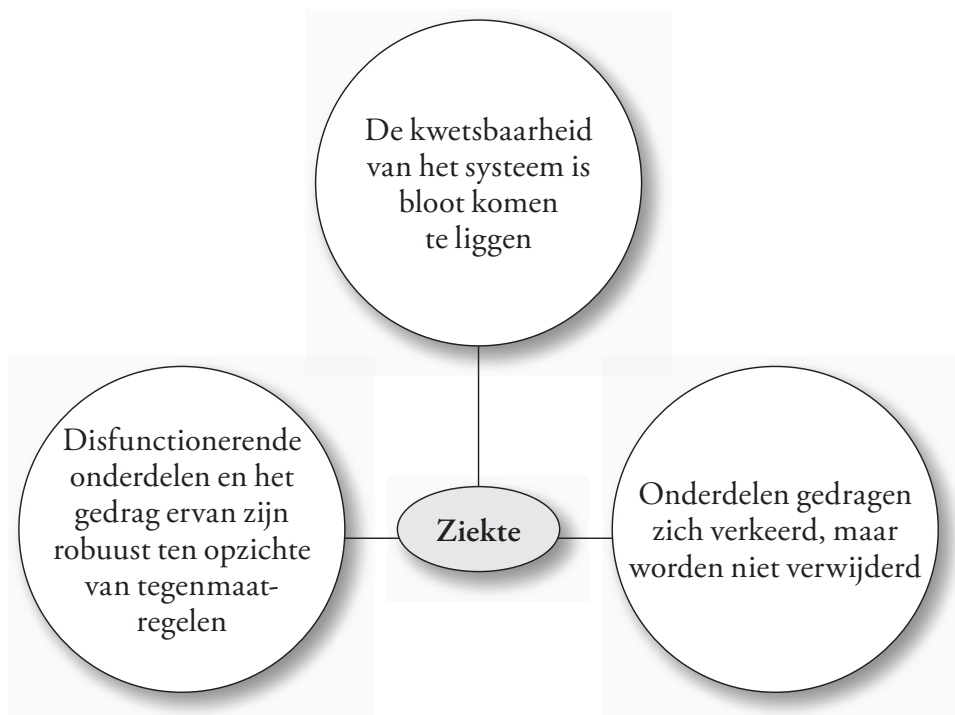 De kwetsbaarheid
van het systeem is
bloot komen
te liggen
Disfunctionerende
onderdelen en het
gedrag ervan zijn
robuust ten opzichte
van tegenmaat-
regelen
Ziekte
Onderdelen gedragen
zich verkeerd, maar
worden niet verwijderd